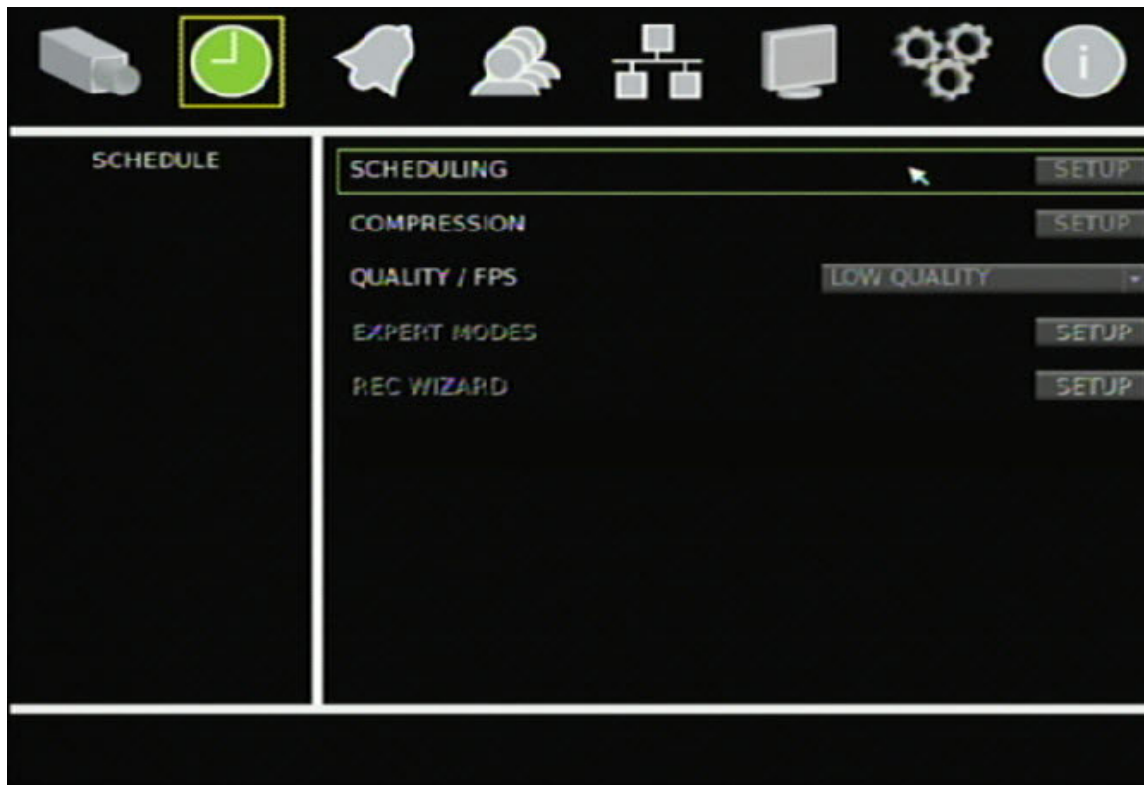 SCHEDULE
SCHEDULING SETUP
COMPRESSION SETUP
QUALITY / FPS LOW QUALITY
EXPERT MODES SETUP
REC WIZARD SETUP